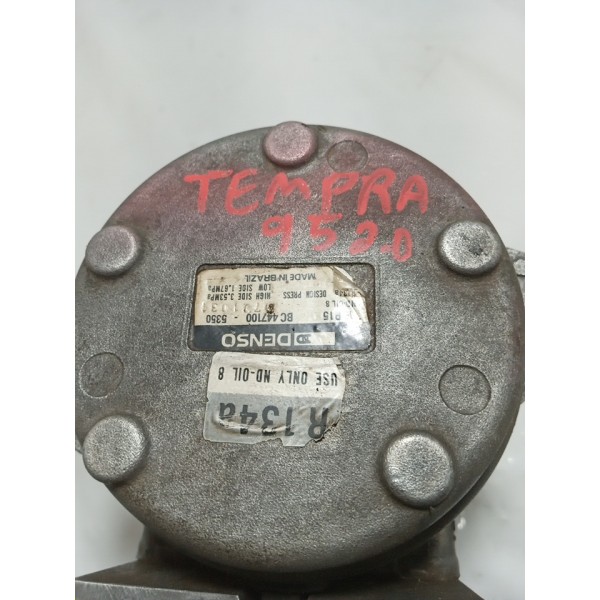 TEMPRA
95 2.0
R134a
USE ONLY ND-OIL 8
DENSO
BC447100 - 5350
DESIGN PRESS. HIGH SIDE 3.53MPa
LOW SIDE 1.67MPa
MADE IN BRAZIL